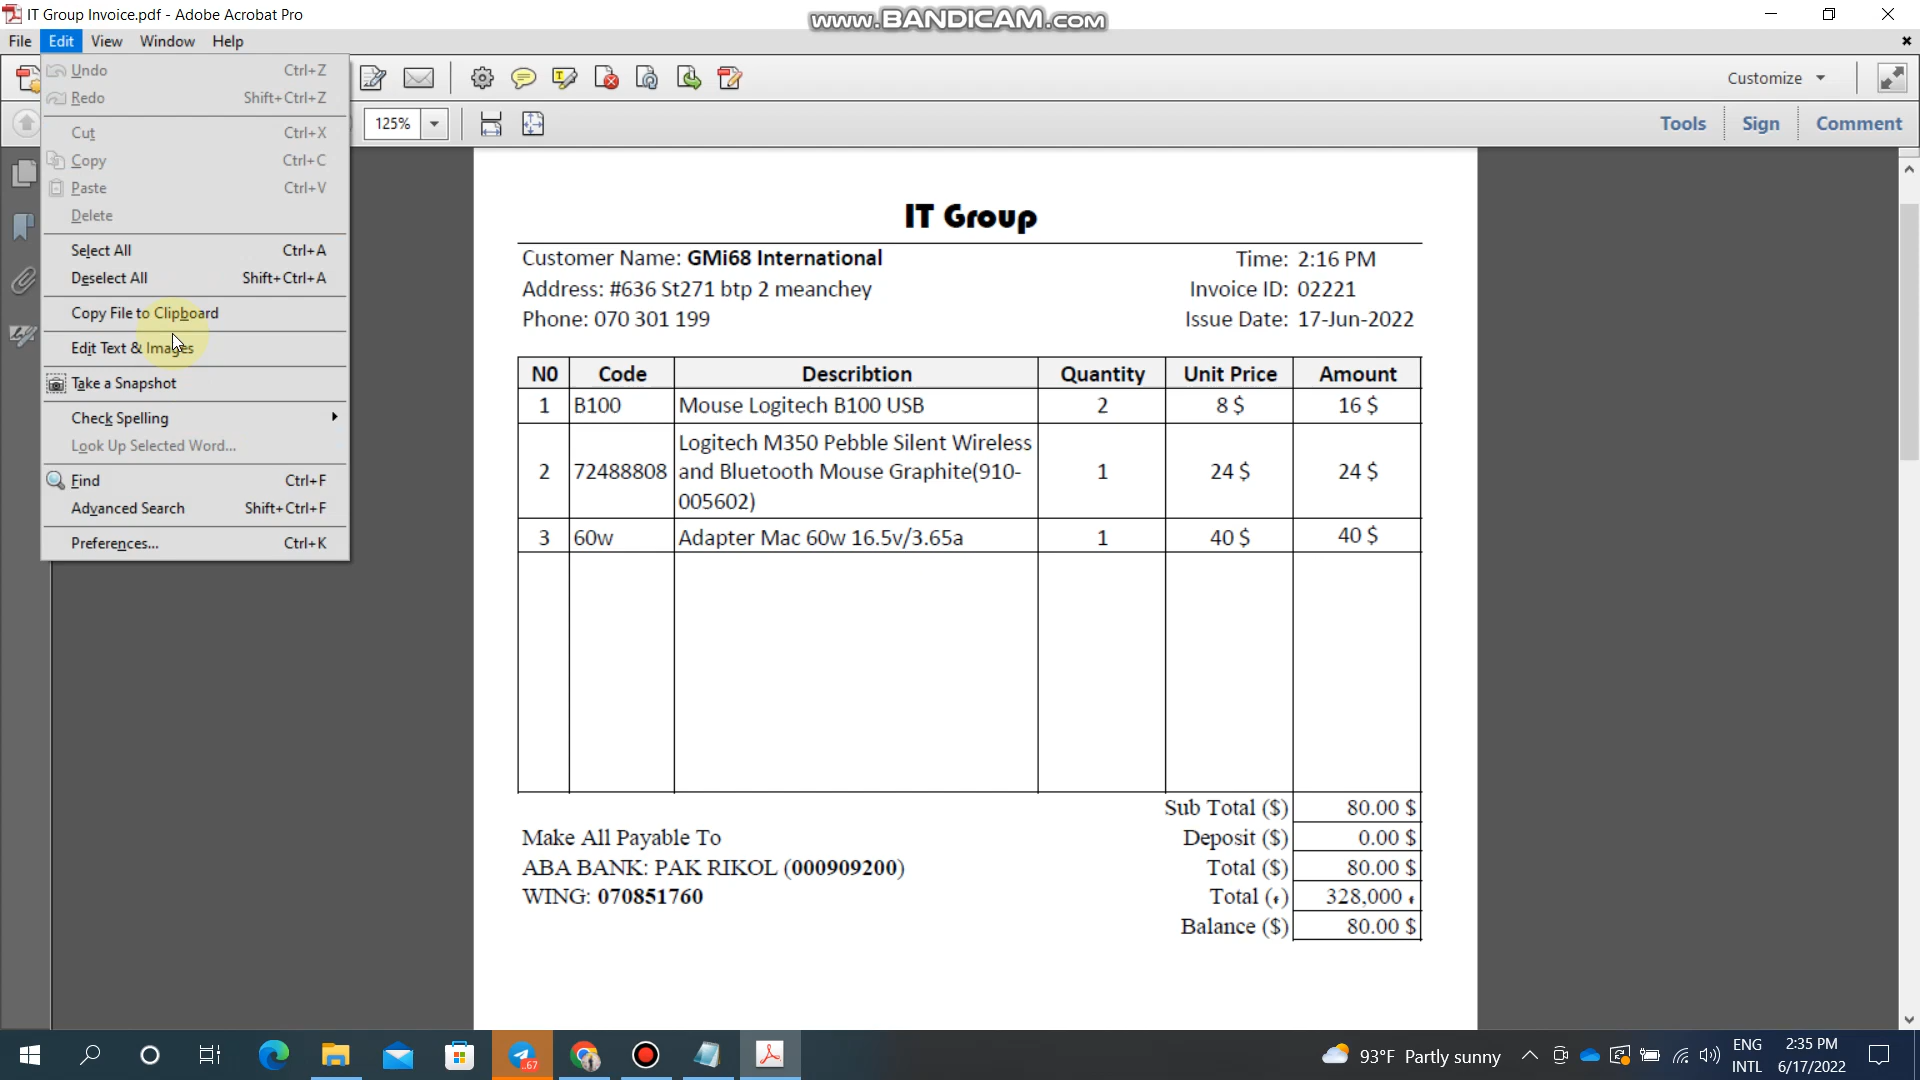 IT Group Invoice.pdf - Adobe Acrobat Pro
www.BANDICAM.com
File Edit View Window Help
Undo Ctrl+Z
Redo Shift+Ctrl+Z
Cut Ctrl+X
Copy Ctrl+C
Paste Ctrl+V
Delete
Select All Ctrl+A
Deselect All Shift+Ctrl+A
Copy File to Clipboard
Edit Text & Images
Take a Snapshot
Check Spelling
Look Up Selected Word...
Find Ctrl+F
Advanced Search Shift+Ctrl+F
Preferences... Ctrl+K
Customize
125%
Tools Sign Comment
IT Group
Customer Name: GMi68 International Time: 2:16 PM
Address: #636 St271 btp 2 meanchey Invoice ID: 02221
Phone: 070 301 199 Issue Date: 17-Jun-2022
N0 Code Describtion Quantity Unit Price Amount
1 B100 Mouse Logitech B100 USB 2 8 $ 16 $
Logitech M350 Pebble Silent Wireless
2 72488808 and Bluetooth Mouse Graphite(910- 1 24 $ 24 $
005602)
3 60w Adapter Mac 60w 16.5v/3.65a 1 40 $ 40 $
Sub Total ($) 80.00 $
Make All Payable To Deposit ($) 0.00 $
ABA BANK: PAK RIKOL (000909200) Total ($) 80.00 $
WING: 070851760 Total (៛) 328,000 ៛
Balance ($) 80.00 $
67
93°F Partly sunny
ENG
INTL
2:35 PM
6/17/2022